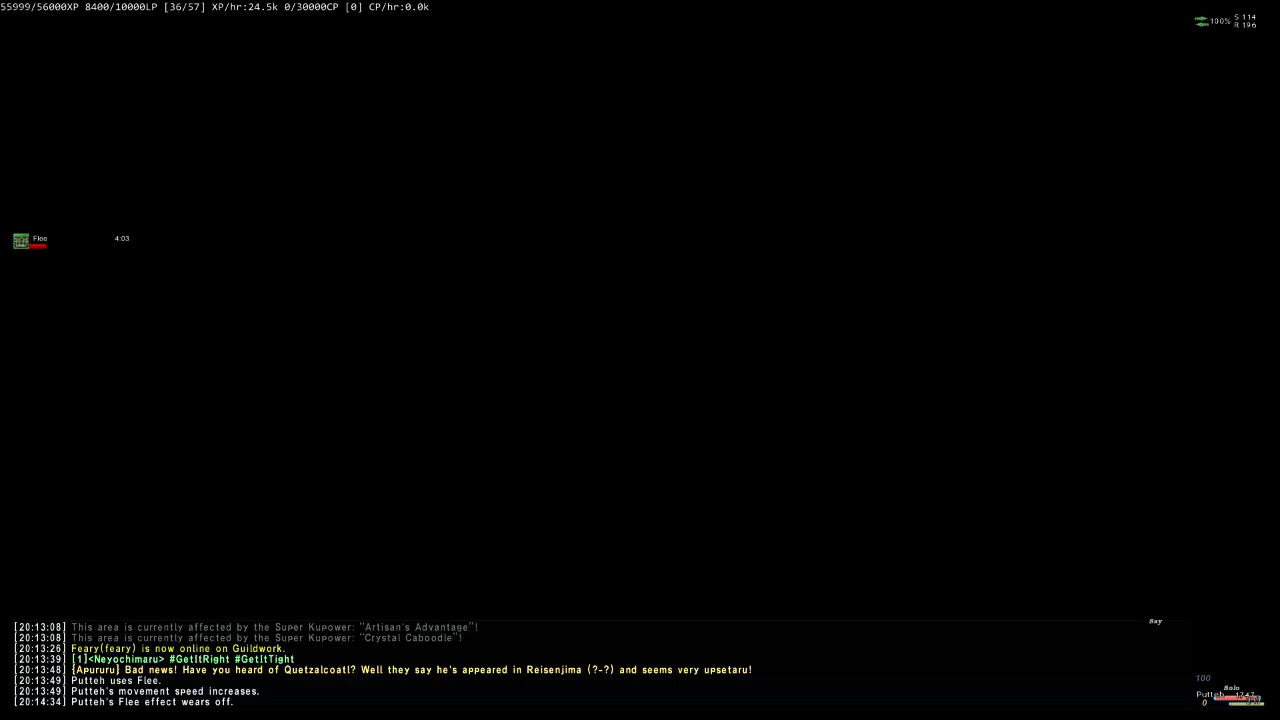 55999/56000XP 8400/10000LP [36/57] XP/hr:24.5k 0/30000CP [0] CP/hr:0.0k
100% S 114
R 196
Flee 4:03
[20:13:08] This area is currently affected by the Super Kupower: "Artisan's Advantage"!
[20:13:08] This area is currently affected by the Super Kupower: "Crystal Caboodle"!
[20:13:26] Feary(feary) is now online on Guildwork.
[20:13:39] [1]<Neyochimaru> #GetItRight #GetItTight
[20:13:48] {Apururu} Bad news! Have you heard of Quetzalcoatl? Well they say he's appeared in Reisenjima (?-?) and seems very upsetaru!
[20:13:49] Putteh uses Flee.
[20:13:49] Putteh's movement speed increases.
[20:14:34] Putteh's Flee effect wears off.
Say
100
Solo
Putteh
0